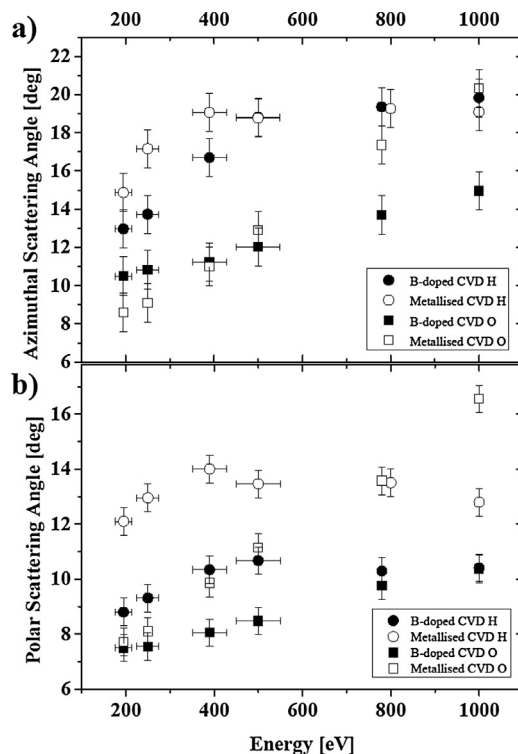 a)
200 400 600 800 1000
22
20
18
16
14
12
10
8
6
Azimuthal Scattering Angle [deg]
B-doped CVD H
Metallised CVD H
B-doped CVD O
Metallised CVD O
b)
16
14
12
10
8
6
Polar Scattering Angle [deg]
B-doped CVD H
Metallised CVD H
B-doped CVD O
Metallised CVD O
200 400 600 800 1000
Energy [eV]